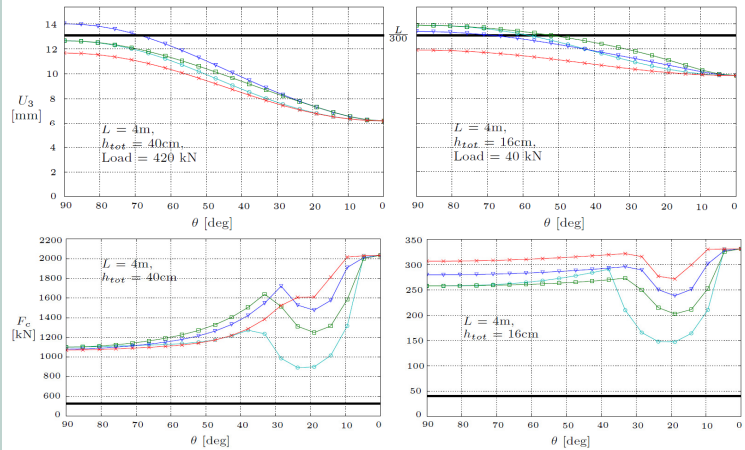 14
12
10
8
6
4
2
0
U3
[mm]
L = 4m,
htot = 40cm,
Load = 420 kN
90 80 70 60 50 40 30 20 10 0
θ [deg]
L
300
L = 4m,
htot = 16cm,
Load = 40 kN
90 80 70 60 50 40 30 20 10 0
θ [deg]
2200
2000
1800
1600
1400
1200
1000
800
600
0
Fc
[kN]
L = 4m,
htot = 40cm
90 80 70 60 50 40 30 20 10 0
θ [deg]
350
300
250
200
150
100
50
0
L = 4m,
htot = 16cm
90 80 70 60 50 40 30 20 10 0
θ [deg]